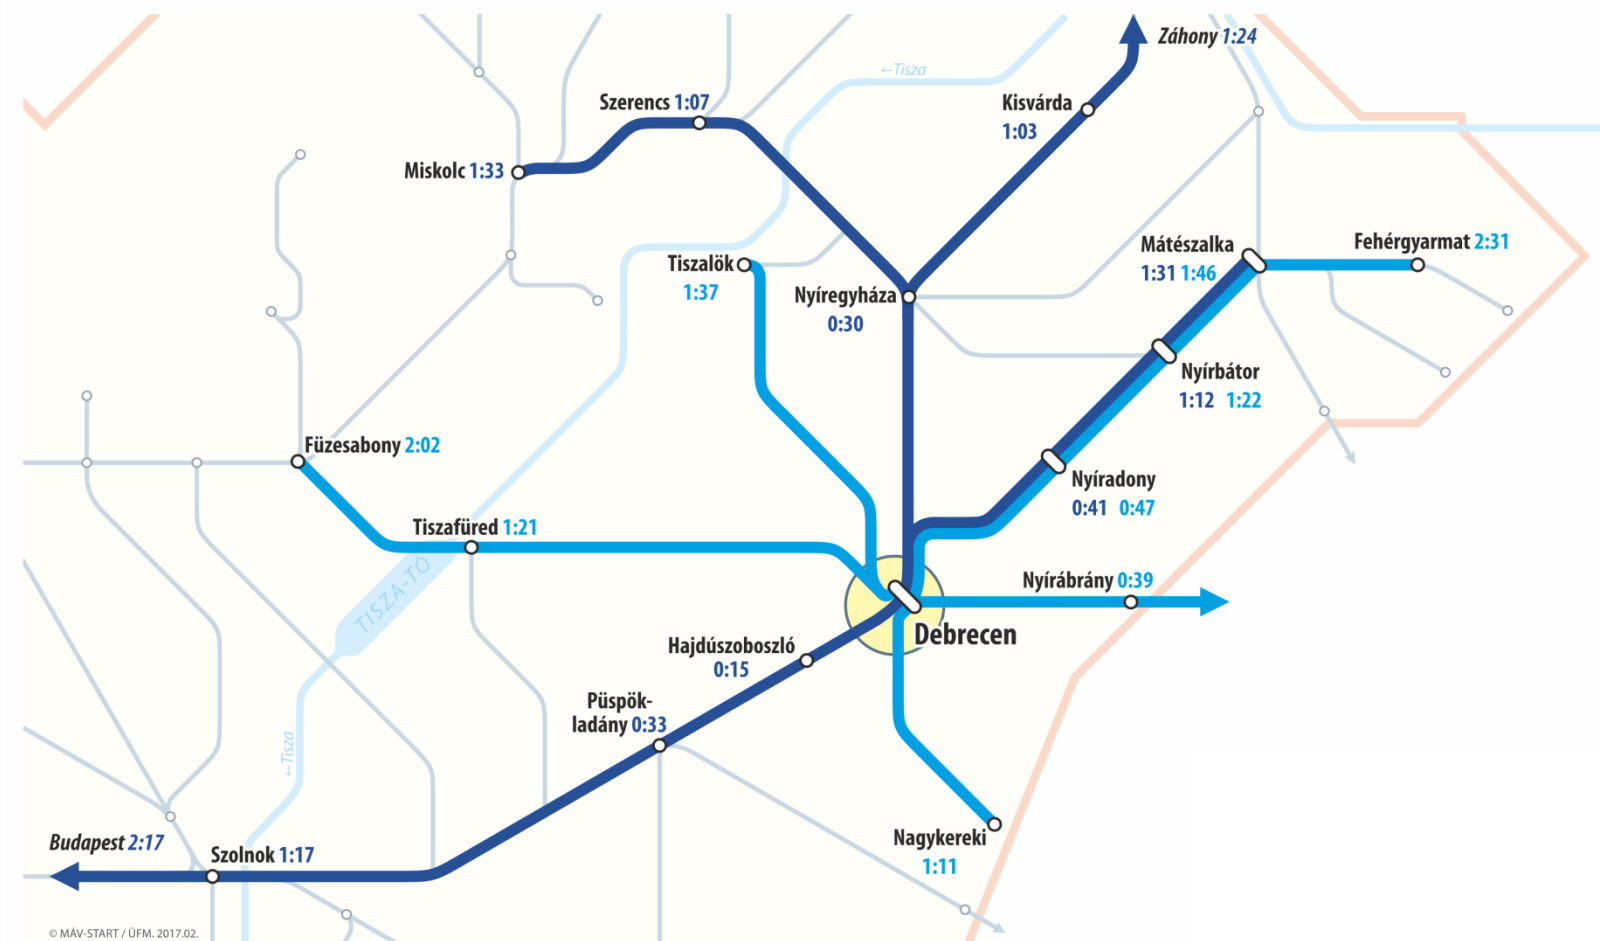 Záhony 1:24
←Tisza
Szerencs 1:07
Kisvárda
1:03
Miskolc 1:33
Mátészalka
1:31 1:46
Fehérgyarmat 2:31
Tiszalök
1:37
Nyíregyháza
0:30
Nyírbátor
1:12 1:22
Füzesabony 2:02
Nyíradony
0:41 0:47
Tiszafüred 1:21
TISZA-TÓ
Nyírábrány 0:39
Debrecen
Hajdúszoboszló
0:15
Püspök-
ladány 0:33
←Tisza
Nagykereki
1:11
Budapest 2:17
Szolnok 1:17
© MÁV-START / ÜFM. 2017.02.